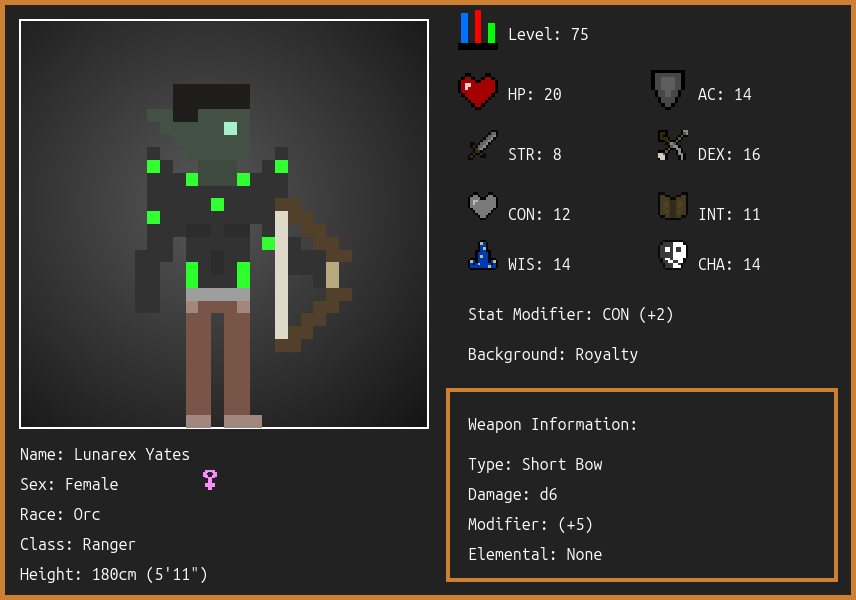 Level: 75
HP: 20
AC: 14
STR: 8
DEX: 16
CON: 12
INT: 11
WIS: 14
CHA: 14
Stat Modifier: CON (+2)
Background: Royalty
Weapon Information:
Type: Short Bow
Damage: d6
Modifier: (+5)
Elemental: None
Name: Lunarex Yates
Sex: Female
Race: Orc
Class: Ranger
Height: 180cm (5'11")